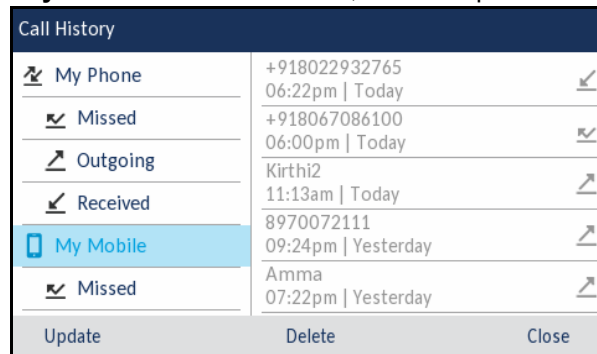 Call History
My Phone
Missed
Outgoing
Received
My Mobile
Missed
+918022932765
06:22pm | Today
+918067086100
06:00pm | Today
Kirthi2
11:13am | Today
8970072111
09:24pm | Yesterday
Amma
07:22pm | Yesterday
Update
Delete
Close